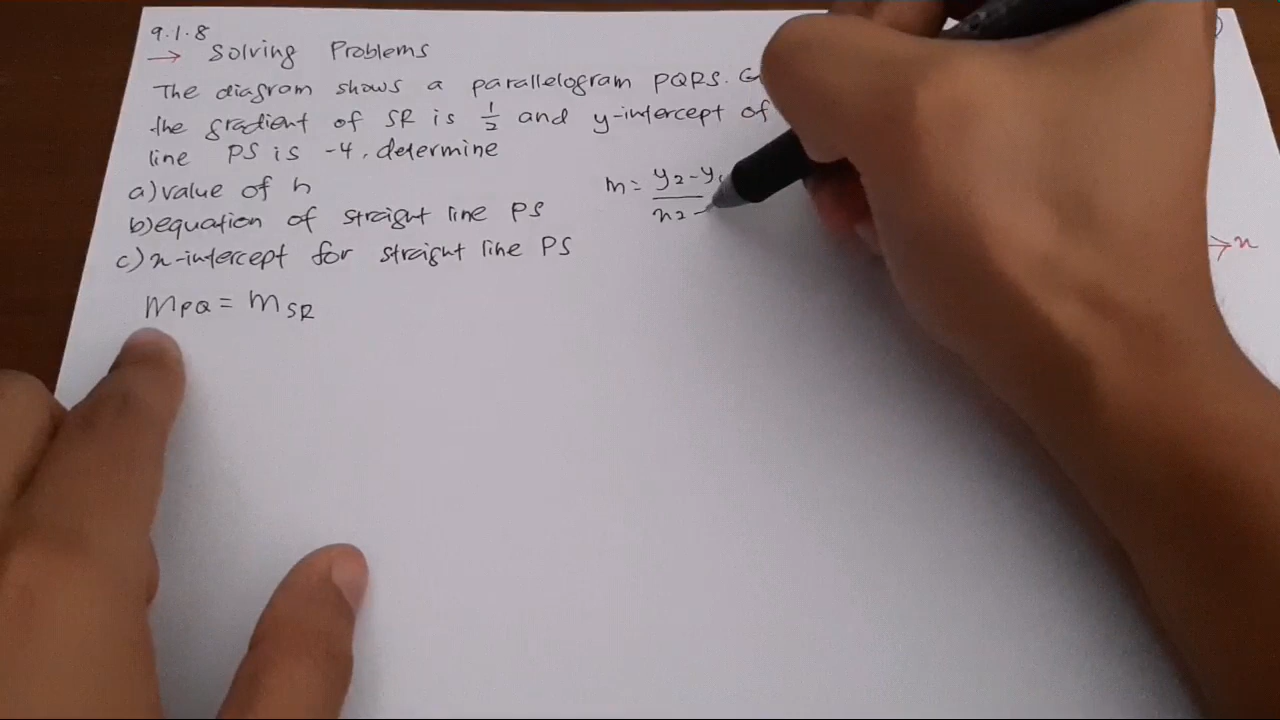 9.1.8
→ Solving Problems
The diagram shows a parallelogram PQRS. G
the gradient of SR is 1/2 and y-intercept of
line PS is -4, determine
a) value of h
m = y2 - y1 / x2 -
b) equation of straight line PS
c) x-intercept for straight line PS
→ x
mPQ = mSR